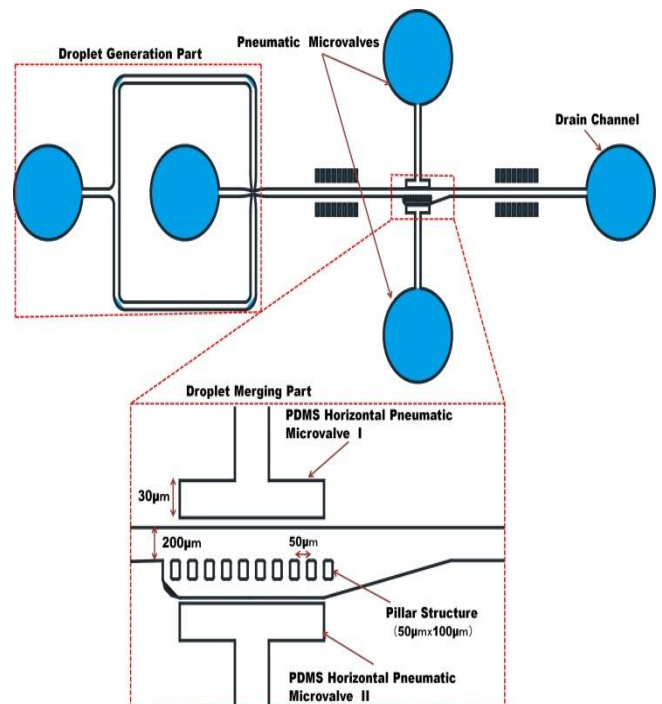 Pneumatic Microvalves
Droplet Generation Part
Drain Channel
Droplet Merging Part
PDMS Horizontal Pneumatic
Microvalve I
30μm
200μm
50μm
Pillar Structure
(50μmx100μm)
PDMS Horizontal Pneumatic
Microvalve II